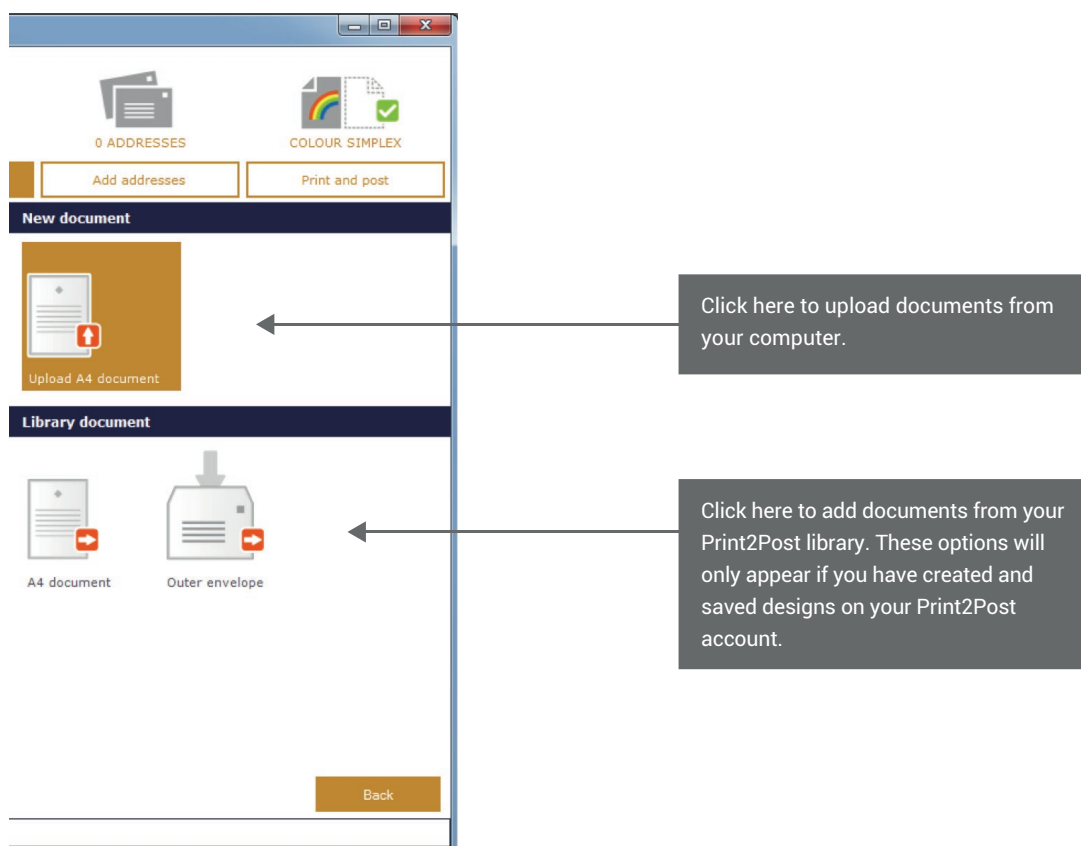 0 ADDRESSES
COLOUR SIMPLEX
Add addresses
Print and post
New document
Upload A4 document
Click here to upload documents from
your computer.
Library document
A4 document
Outer envelope
Click here to add documents from your
Print2Post library. These options will
only appear if you have created and
saved designs on your Print2Post
account.
Back